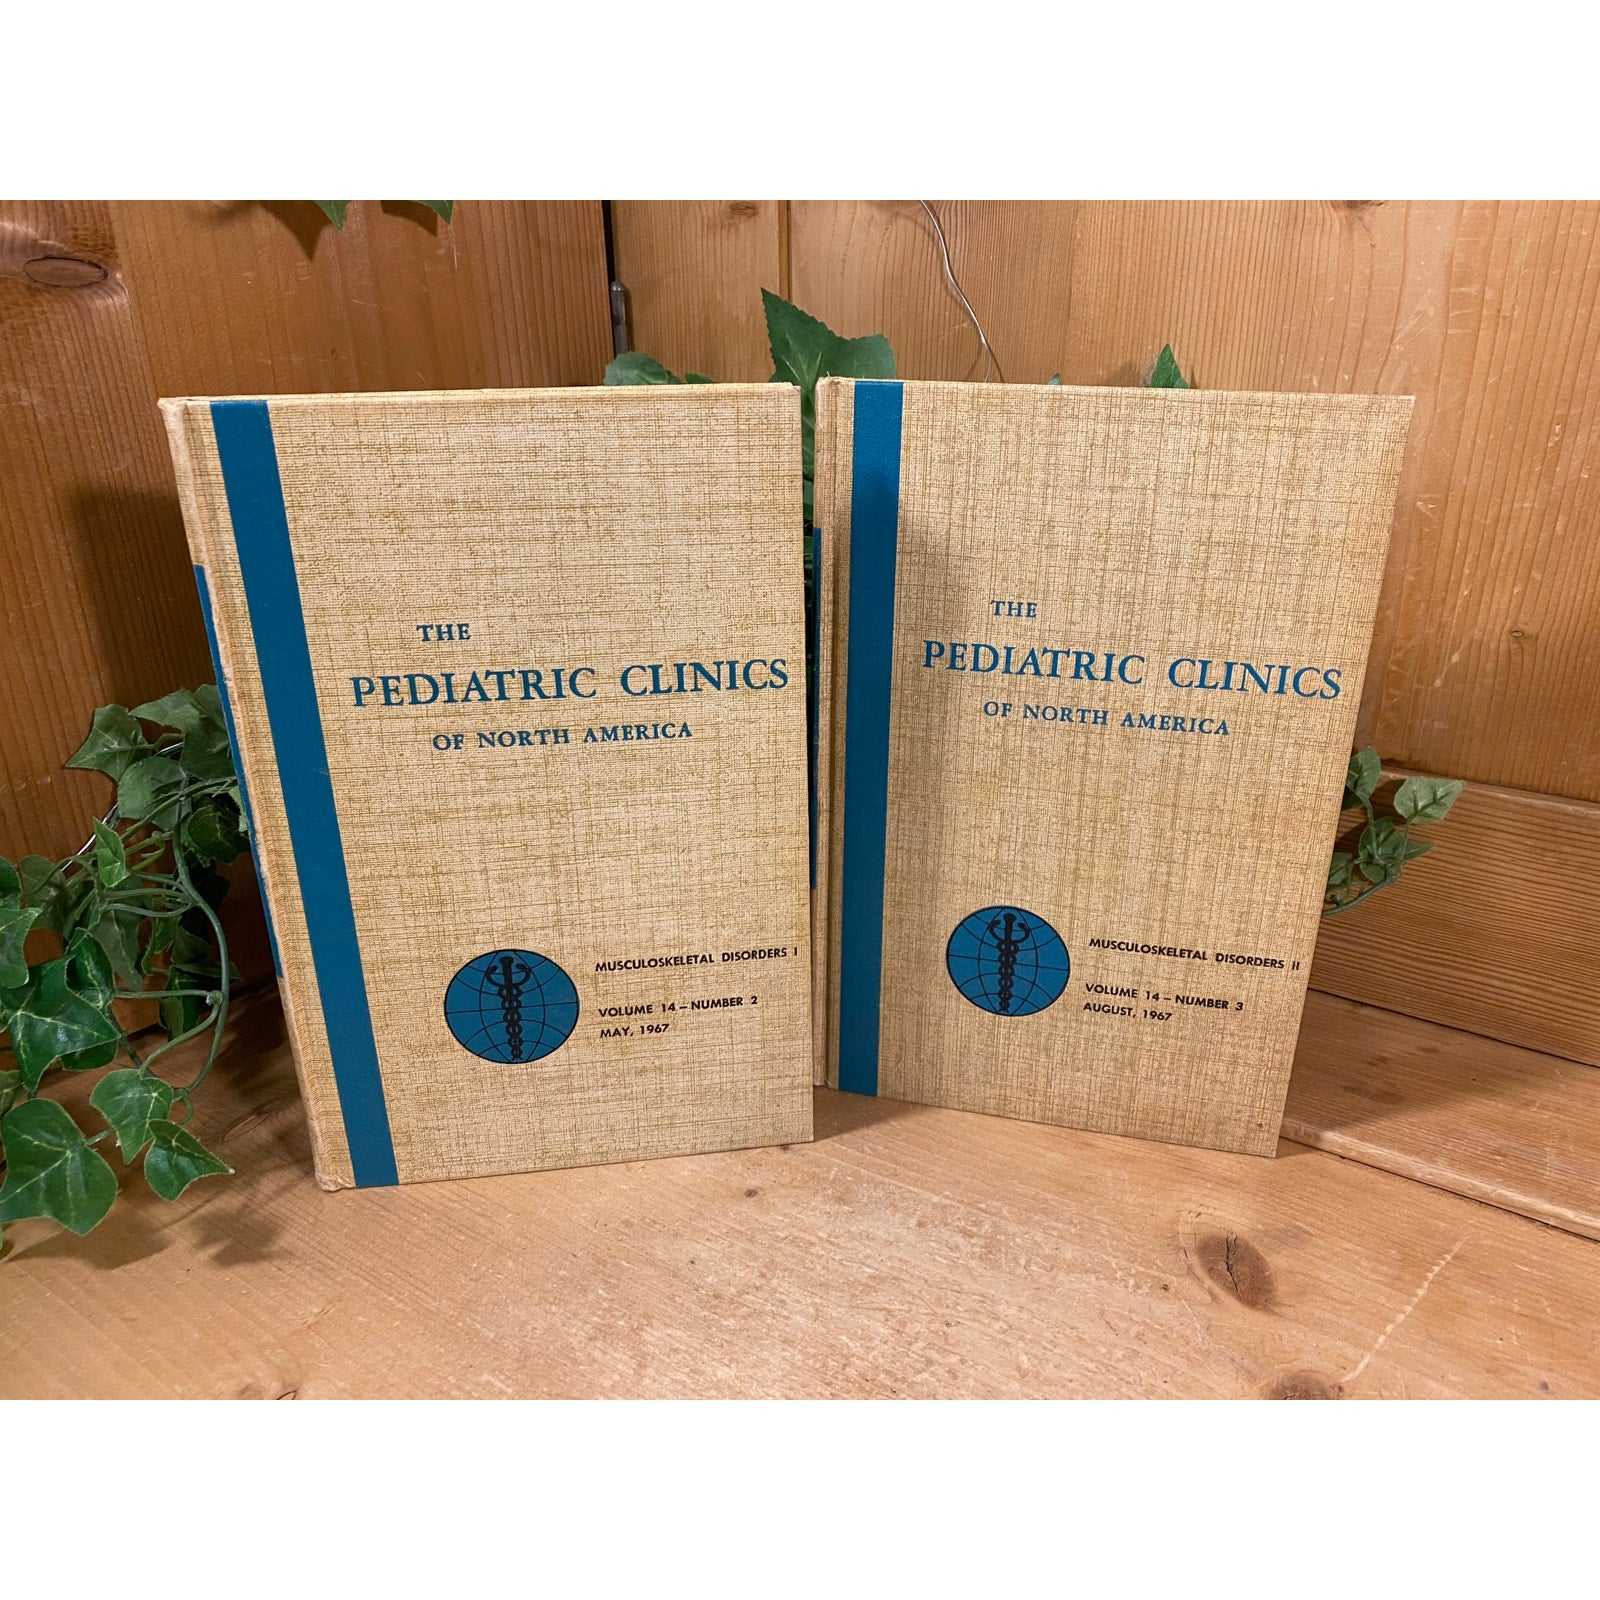 THE
PEDIATRIC CLINICS
OF NORTH AMERICA
MUSCULOSKELETAL DISORDERS I
VOLUME 14 – NUMBER 2
MAY, 1967
THE
PEDIATRIC CLINICS
OF NORTH AMERICA
MUSCULOSKELETAL DISORDERS II
VOLUME 14 – NUMBER 3
AUGUST, 1967